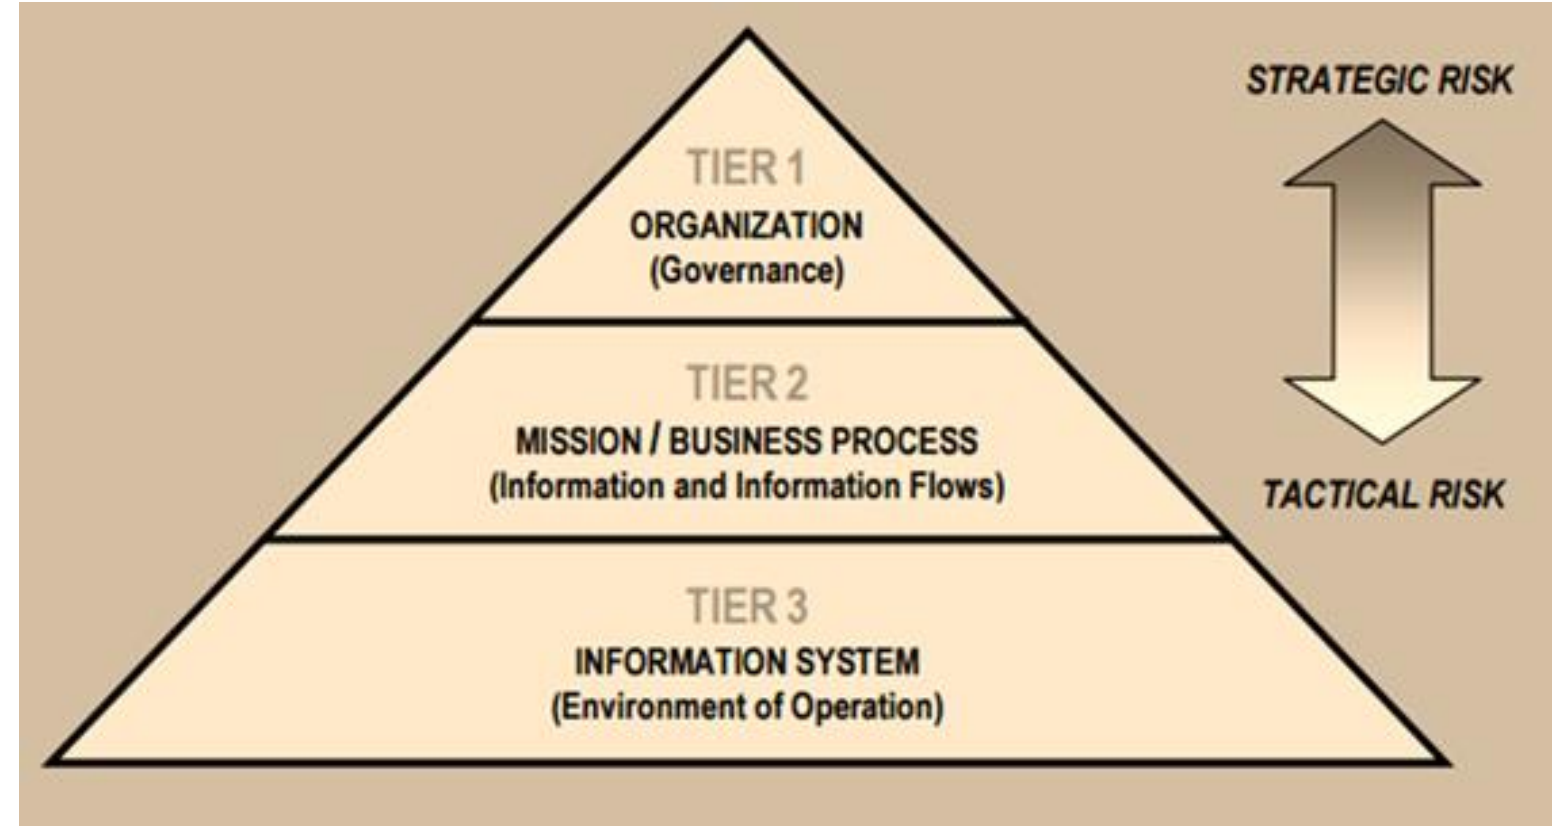 TIER 1
ORGANIZATION
(Governance)
TIER 2
MISSION / BUSINESS PROCESS
(Information and Information Flows)
TIER 3
INFORMATION SYSTEM
(Environment of Operation)
STRATEGIC RISK
TACTICAL RISK